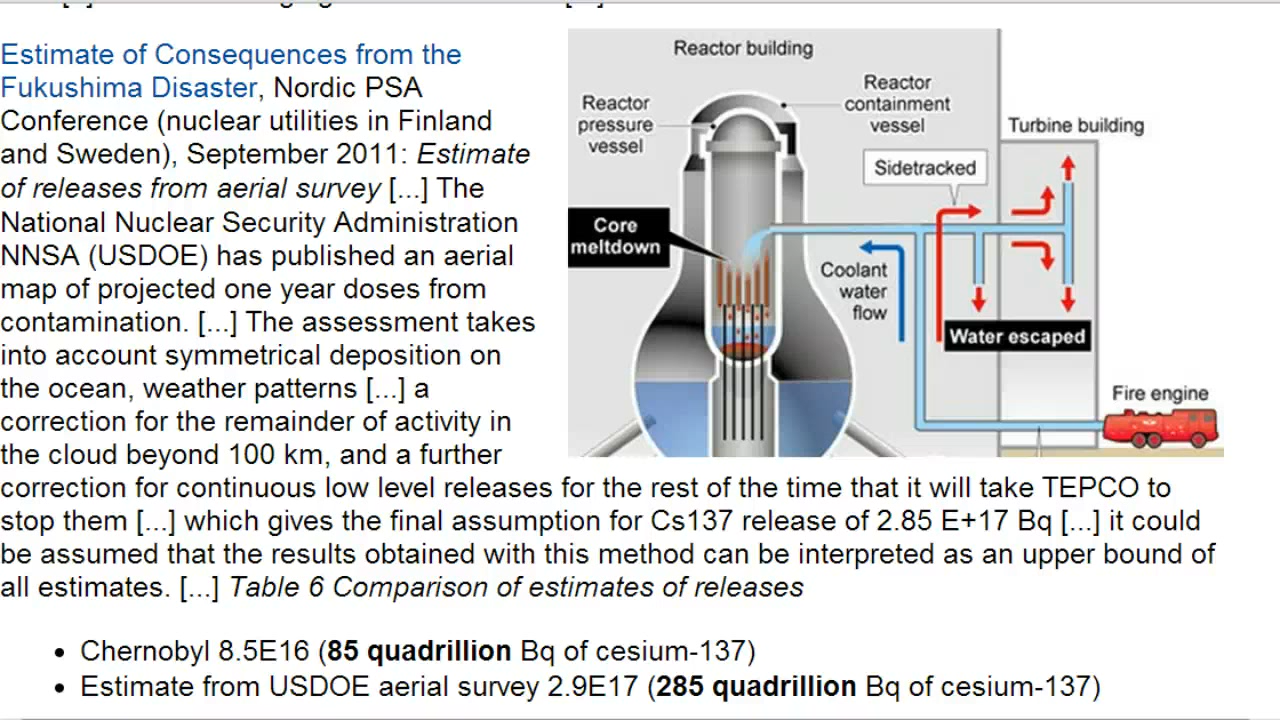 Estimate of Consequences from the
Fukushima Disaster, Nordic PSA
Conference (nuclear utilities in Finland
and Sweden), September 2011: Estimate
of releases from aerial survey [...] The
National Nuclear Security Administration
NNSA (USDOE) has published an aerial
map of projected one year doses from
contamination. [...] The assessment takes
into account symmetrical deposition on
the ocean, weather patterns [...] a
correction for the remainder of activity in
the cloud beyond 100 km, and a further
correction for continuous low level releases for the rest of the time that it will take TEPCO to
stop them [...] which gives the final assumption for Cs137 release of 2.85 E+17 Bq [...] it could
be assumed that the results obtained with this method can be interpreted as an upper bound of
all estimates. [...] Table 6 Comparison of estimates of releases
Reactor building
Reactor
pressure
vessel
Reactor
containment
vessel
Turbine building
Sidetracked
Core
meltdown
Coolant
water
flow
Water escaped
Fire engine
• Chernobyl 8.5E16 (85 quadrillion Bq of cesium-137)
• Estimate from USDOE aerial survey 2.9E17 (285 quadrillion Bq of cesium-137)